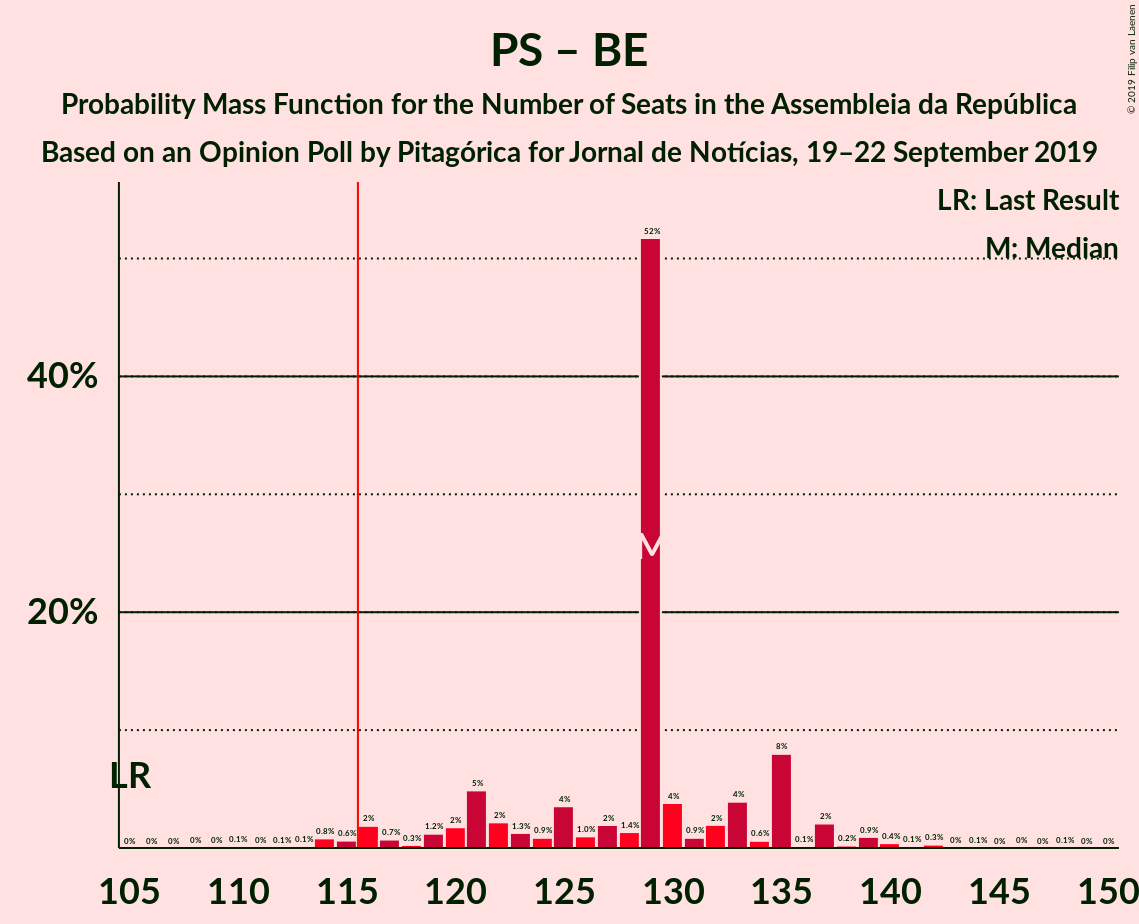 PS – BE
Probability Mass Function for the Number of Seats in the Assembleia da República
Based on an Opinion Poll by Pitagórica for Jornal de Notícias, 19–22 September 2019
© 2019 Filip van Laenen
LR: Last Result
M: Median
40%
20%
LR
M
0% 0% 0% 0% 0% 0.1% 0% 0.1% 0.1% 0.8% 0.6% 2% 0.7% 0.3% 1.2% 2% 5% 2% 1.3% 0.9% 4% 1.0% 2% 1.4% 52% 4% 0.9% 2% 4% 0.6% 8% 0.1% 2% 0.2% 0.9% 0.4% 0.1% 0.3% 0% 0.1% 0% 0% 0% 0.1% 0% 0%
105 110 115 120 125 130 135 140 145 150